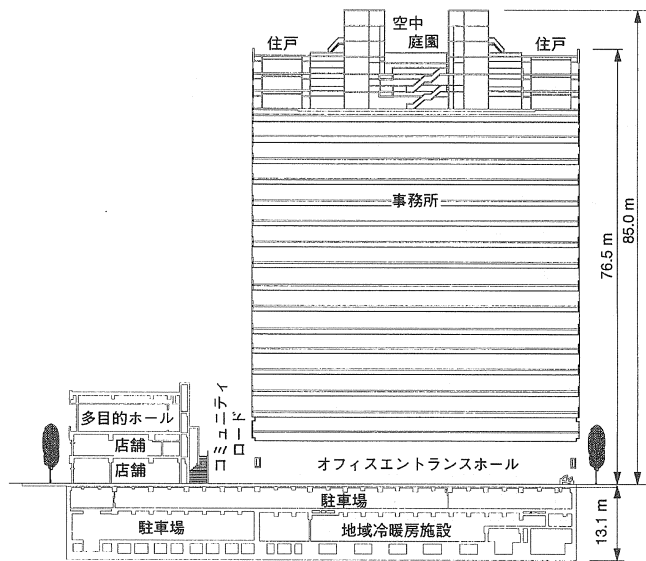 空中
庭園
住戸
住戸
事務所
76.5 m
85.0 m
多目的ホール
店舗
店舗
コミュニティ
ロード
オフィスエントランスホール
駐車場
駐車場
地域冷暖房施設
13.1 m